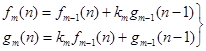 f_m(n) = f_{m-1}(n) + k_m g_{m-1}(n-1)
g_m(n) = k_m f_{m-1}(n) + g_{m-1}(n-1) }